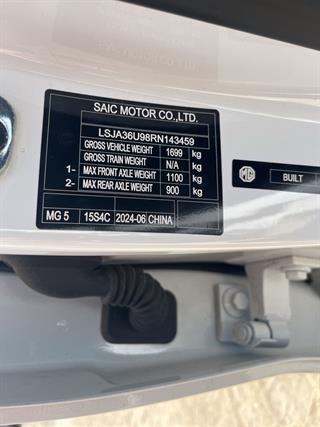 SAIC MOTOR CO.,LTD.
LSJA36U98RN143459
GROSS VEHICLE WEIGHT 1699 kg
GROSS TRAIN WEIGHT N/A kg
1- MAX FRONT AXLE WEIGHT 1100 kg
2- MAX REAR AXLE WEIGHT 900 kg
MG 5 15S4C 2024-06 CHINA
MG BUILT